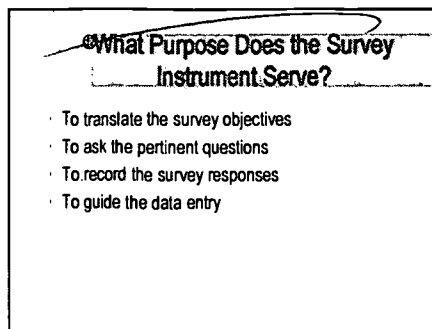 What Purpose Does the Survey
Instrument Serve?
· To translate the survey objectives
· To ask the pertinent questions
· To.record the survey responses
· To guide the data entry